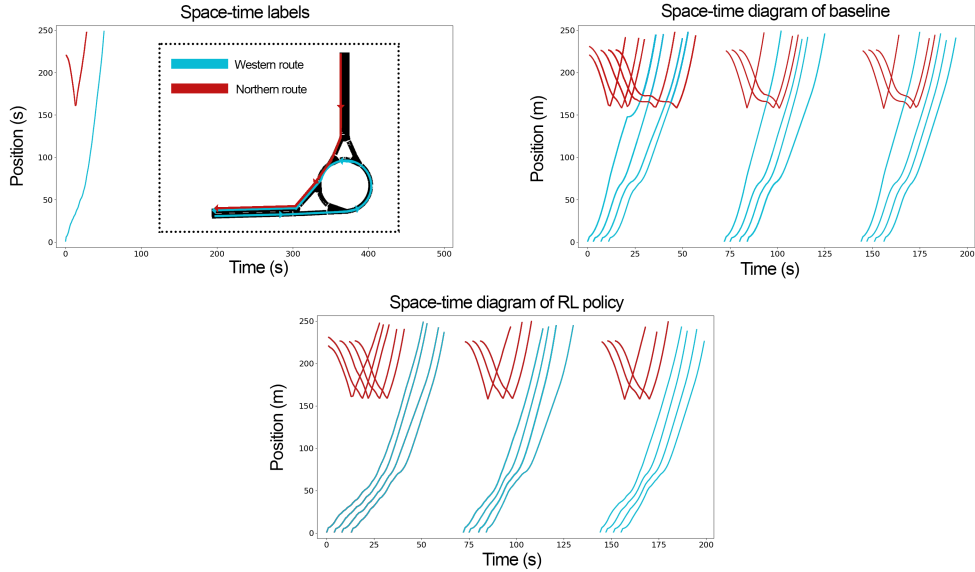 Space-time labels
Position (s)
250
200
150
100
50
0
Western route
Northern route
0 100 200 300 400 500
Time (s)
Space-time diagram of baseline
Position (m)
250
200
150
100
50
0
0 25 50 75 100 125 150 175 200
Time (s)
Space-time diagram of RL policy
Position (m)
250
200
150
100
50
0
0 25 50 75 100 125 150 175 200
Time (s)